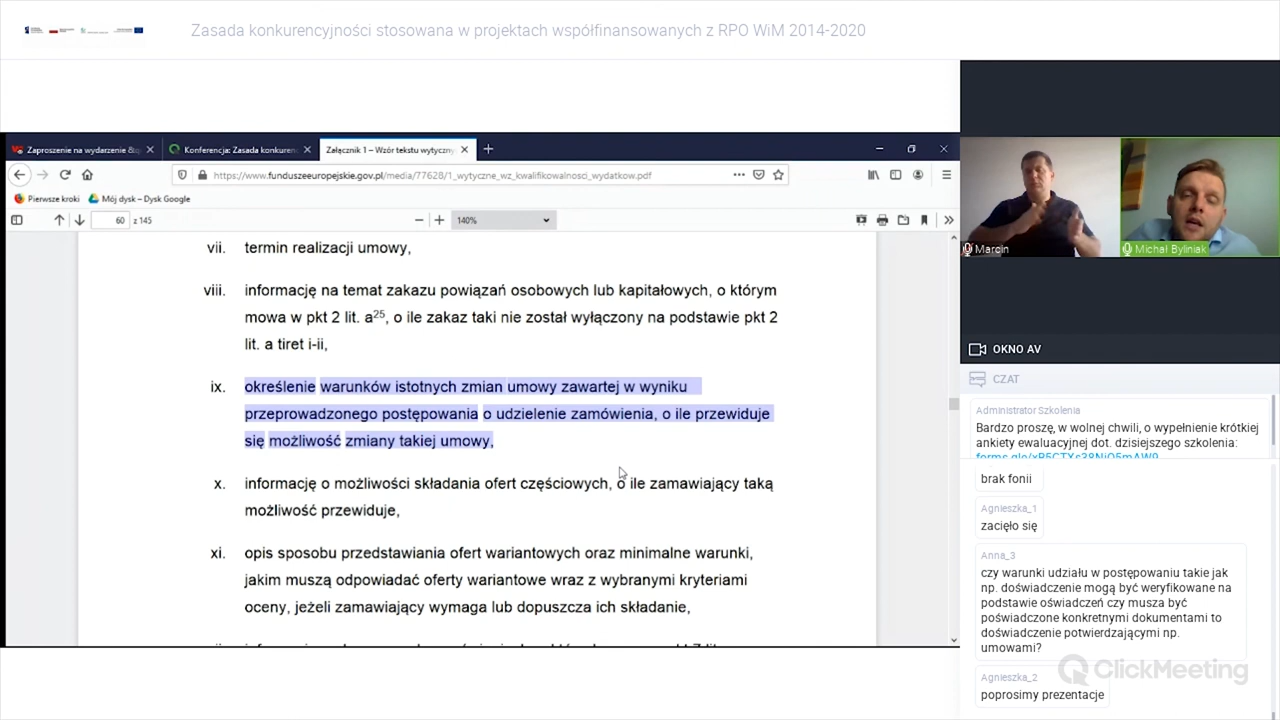 Zasada konkurencyjności stosowana w projektach współfinansowanych z RPO WiM 2014-2020
Zaproszenie na wydarzenie &q
Konferencja: Zasada konkuren
Załącznik 1 – Wzór tekstu wytyczny
https://www.funduszeeuropejskie.gov.pl/media/77628/1_wytyczne_wz_kwalifikowalnosci_wydatkow.pdf
Pierwsze kroki
Mój dysk – Dysk Google
60
z 145
140%
vii. termin realizacji umowy,
viii. informację na temat zakazu powiązań osobowych lub kapitałowych, o którym
mowa w pkt 2 lit. a25, o ile zakaz taki nie został wyłączony na podstawie pkt 2
lit. a tiret i-ii,
ix. określenie warunków istotnych zmian umowy zawartej w wyniku
przeprowadzonego postępowania o udzielenie zamówienia, o ile przewiduje
się możliwość zmiany takiej umowy,
x. informację o możliwości składania ofert częściowych, o ile zamawiający taką
możliwość przewiduje,
xi. opis sposobu przedstawiania ofert wariantowych oraz minimalne warunki,
jakim muszą odpowiadać oferty wariantowe wraz z wybranymi kryteriami
oceny, jeżeli zamawiający wymaga lub dopuszcza ich składanie,
Marcin
Michał Byliniak
OKNO AV
CZAT
Administrator Szkolenia
Bardzo proszę, w wolnej chwili, o wypełnienie krótkiej
ankiety ewaluacyjnej dot. dzisiejszego szkolenia:
brak fonii
Agnieszka_1
zacięło się
Anna_3
czy warunki udziału w postępowaniu takie jak
np. doświadczenie mogą być weryfikowane na
podstawie oświadczeń czy musza być
poświadczone konkretnymi dokumentami to
doświadczenie potwierdzającymi np.
umowami?
ClickMeeting
Agnieszka_2
poprosimy prezentacje